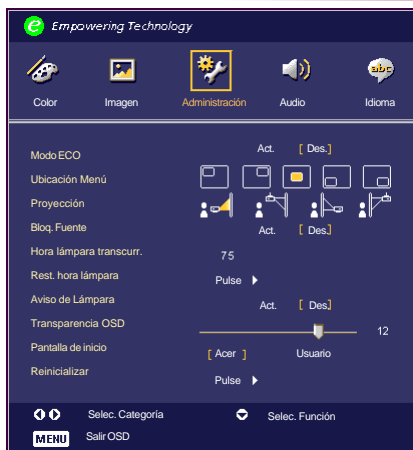 e Empowering Technology
Color Imagen Administración Audio Idioma
abc
Modo ECO Act. [ Des.]
Ubicación Menú
Proyección
Bloq. Fuente Act. [ Des.]
Hora lámpara transcurr. 75
Rest. hora lámpara Pulse
Aviso de Lámpara Act. [ Des.]
Transparencia OSD 12
Pantalla de inicio [ Acer ] Usuario
Reinicializar Pulse
Selec. Categoría Selec. Función
MENU Salir OSD